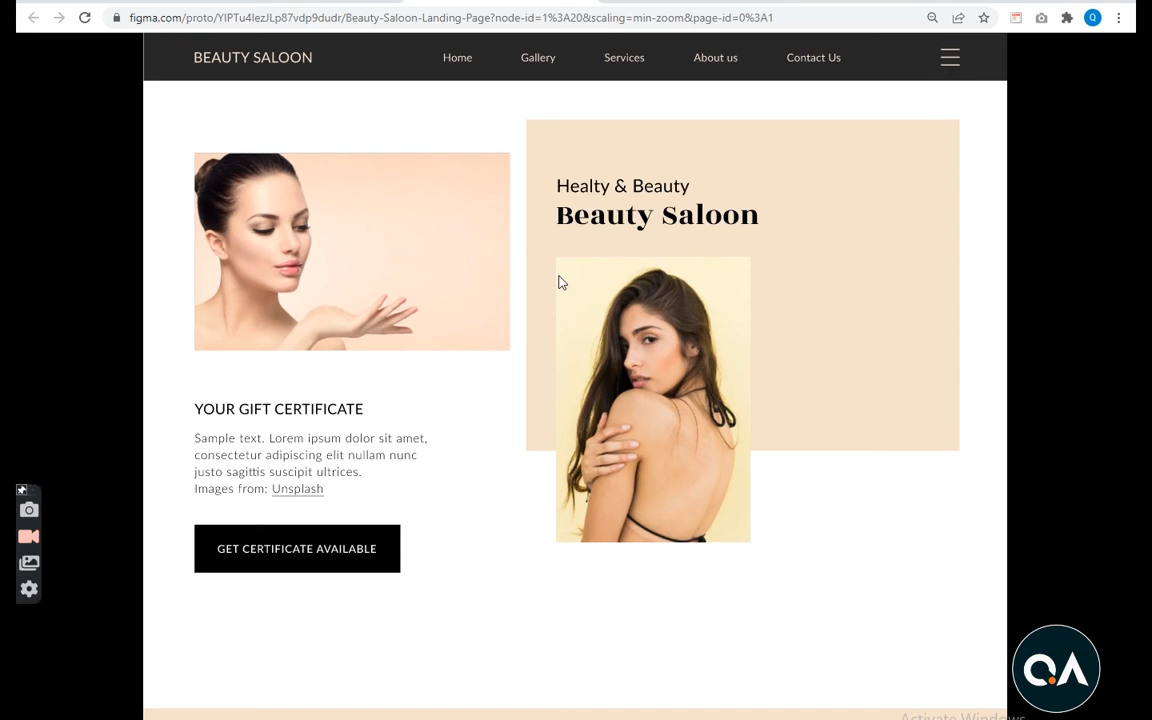 figma.com/proto/YlPTu4lezJLp87vdp9dudr/Beauty-Saloon-Landing-Page?node-id=1%3A20&scaling=min-zoom&page-id=0%3A1
Q
BEAUTY SALOON
Home
Gallery
Services
About us
Contact Us
Healty & Beauty
Beauty Saloon
YOUR GIFT CERTIFICATE
Sample text. Lorem ipsum dolor sit amet,
consectetur adipiscing elit nullam nunc
justo sagittis suscipit ultrices.
Images from: Unsplash
GET CERTIFICATE AVAILABLE
QA
Activate Windows